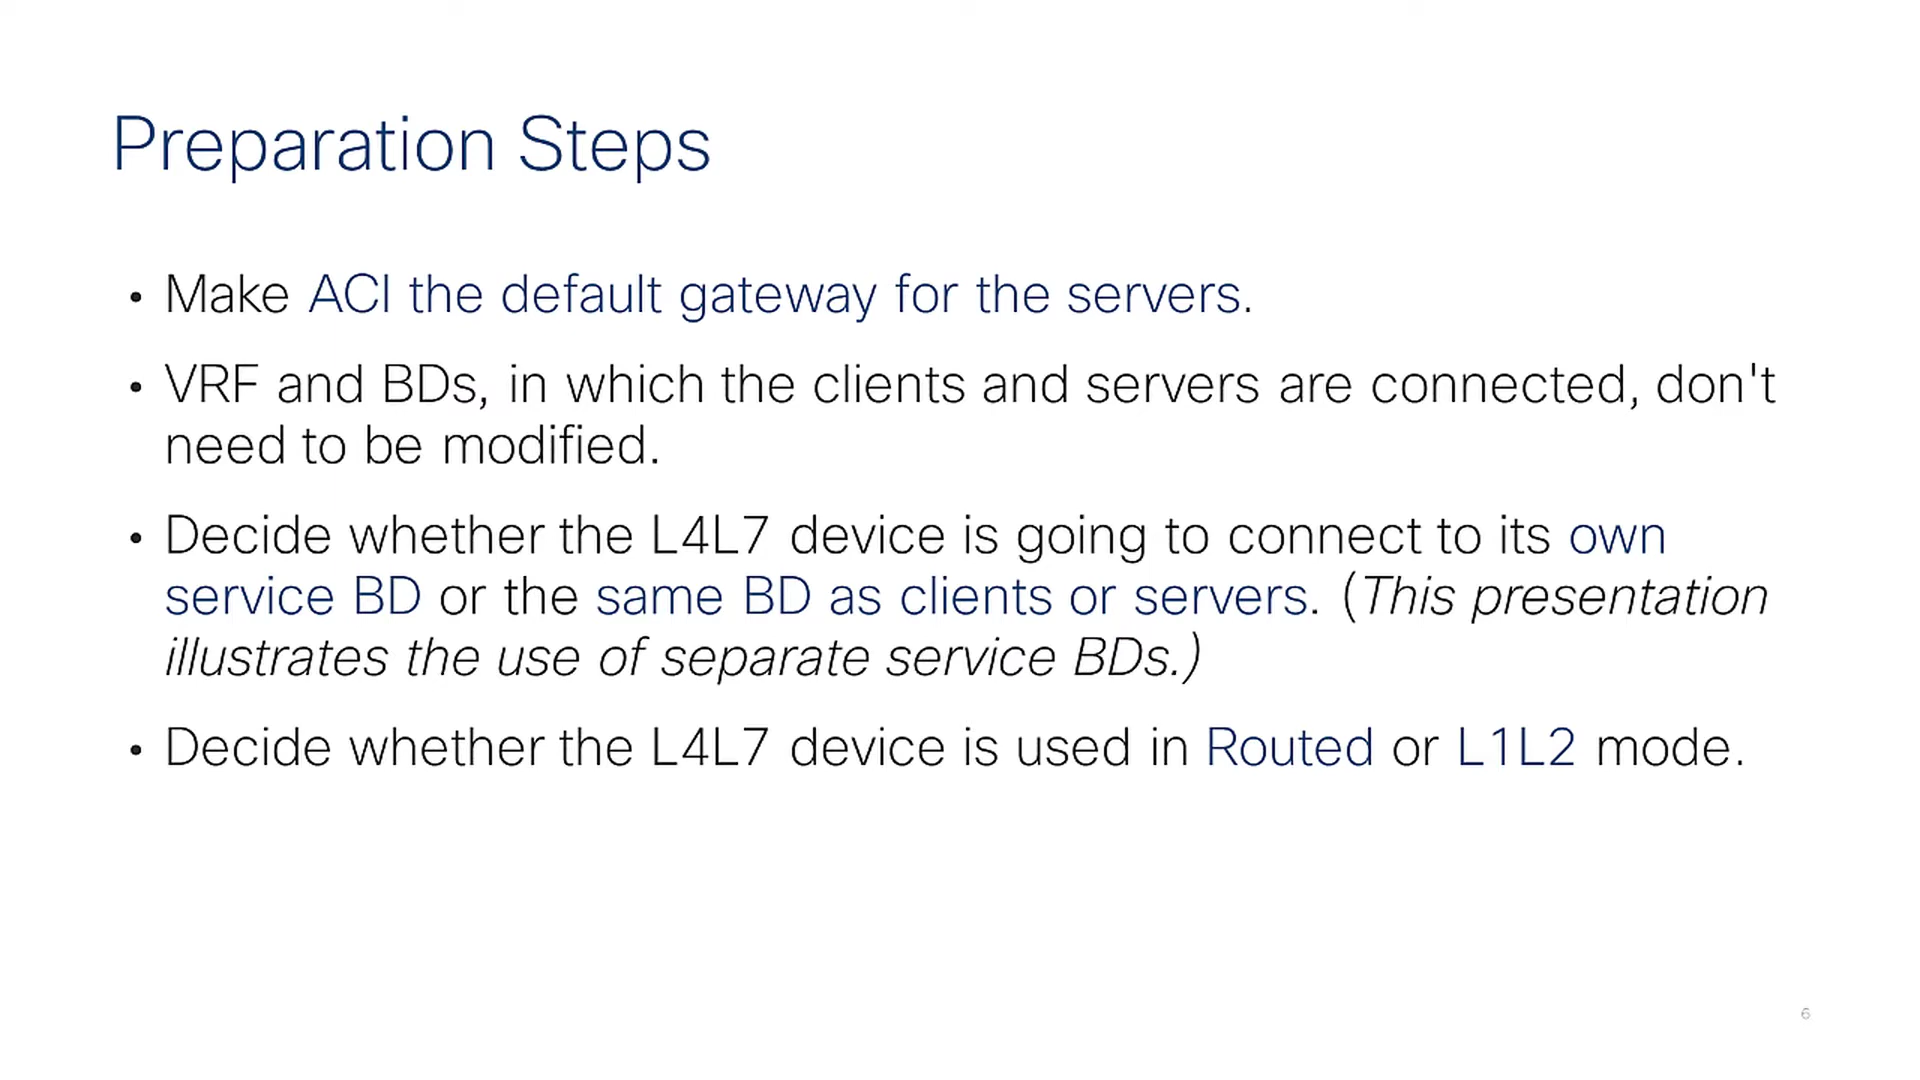 Preparation Steps
• Make ACI the default gateway for the servers.
• VRF and BDs, in which the clients and servers are connected, don't
need to be modified.
• Decide whether the L4L7 device is going to connect to its own
service BD or the same BD as clients or servers. (This presentation
illustrates the use of separate service BDs.)
• Decide whether the L4L7 device is used in Routed or L1L2 mode.
6